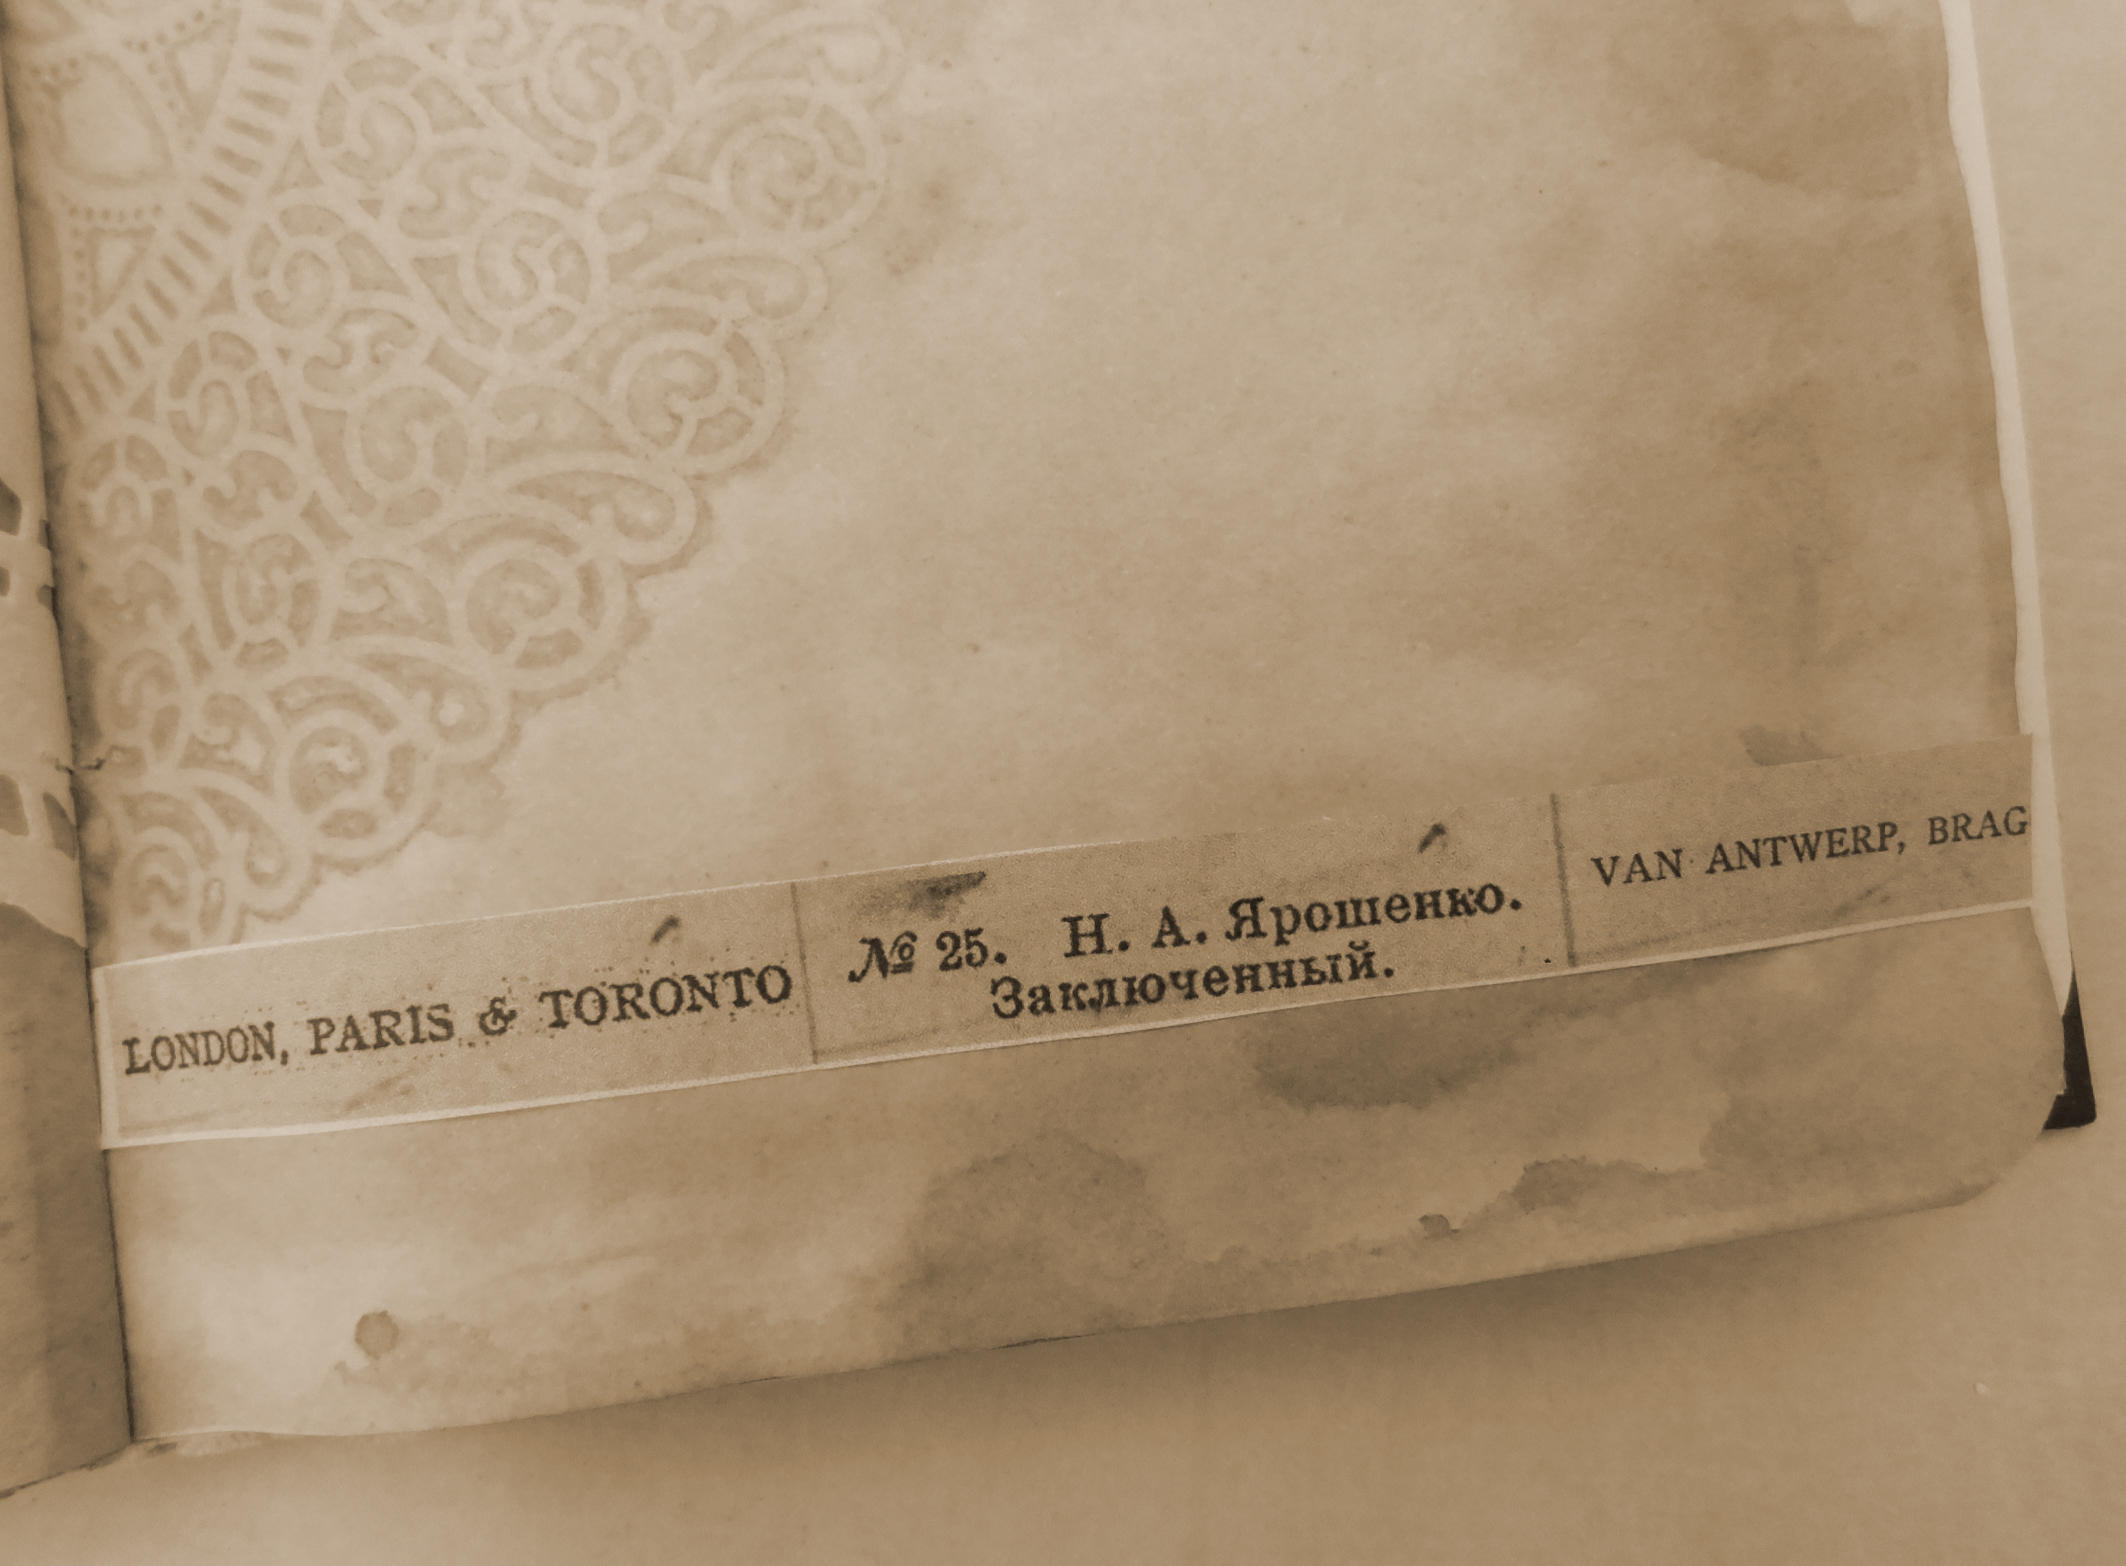 LONDON, PARIS & TORONTO
№ 25. Н. А. Ярошенко.
Заключенный.
VAN ANTWERP, BRAG